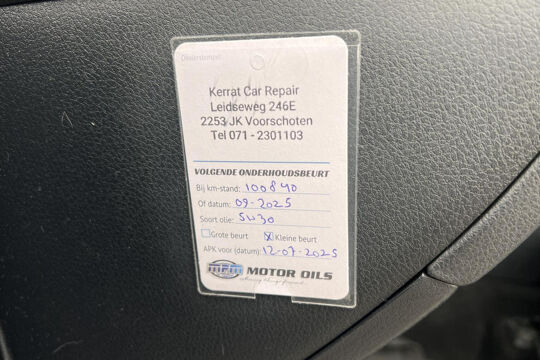 Dealerstempel
Kerrat Car Repair
Leidseweg 246E
2253 JK Voorschoten
Tel 071 - 2301103
VOLGENDE ONDERHOUDSBEURT
Bij km-stand: 100840
Of datum: 09-2025
Soort olie: 5W30
Grote beurt Kleine beurt
APK voor (datum): 12-07-2025
MPM MOTOR OILS